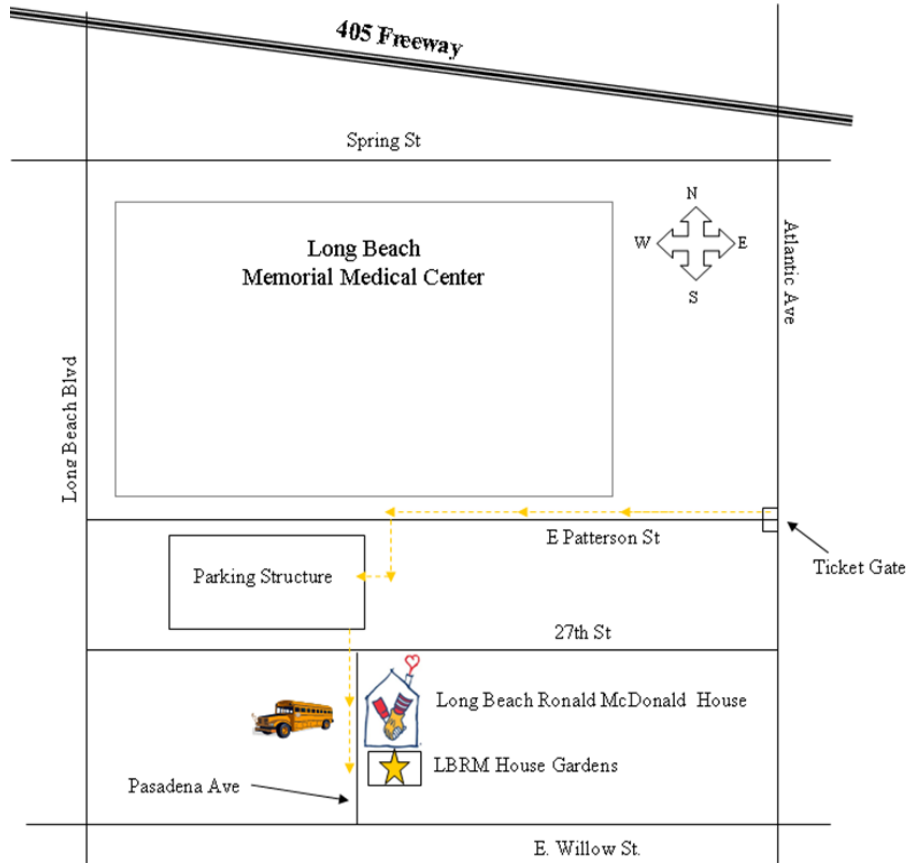 405 Freeway
Spring St
N
W
E
S
Long Beach
Memorial Medical Center
Atlantic Ave
Long Beach Blvd
E Patterson St
Ticket Gate
Parking Structure
27th St
Long Beach Ronald McDonald House
LBRM House Gardens
Pasadena Ave
E. Willow St.